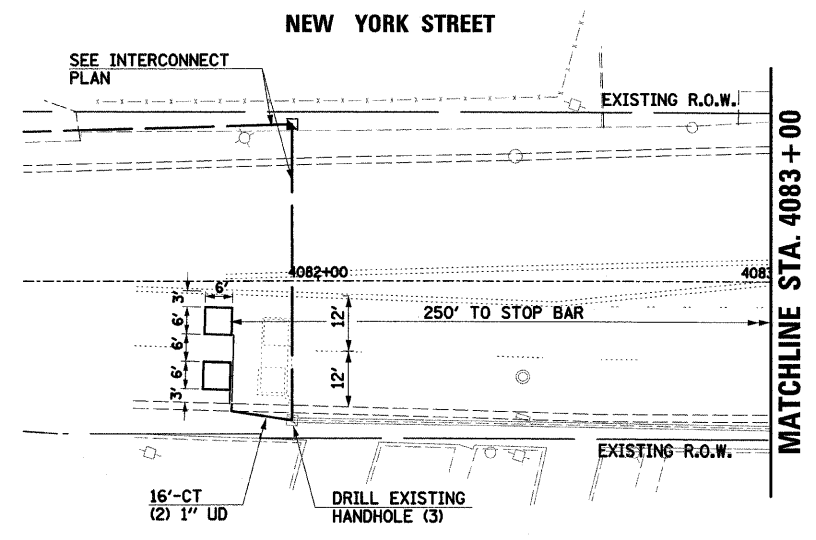 NEW YORK STREET
SEE INTERCONNECT
PLAN
EXISTING R.O.W.
MATCHLINE STA. 4083+00
4082+00
4083
3'
6'
6'
6'
6'
3'
12'
12'
250' TO STOP BAR
EXISTING R.O.W.
16'-CT
(2) 1" UD
DRILL EXISTING
HANDHOLE (3)